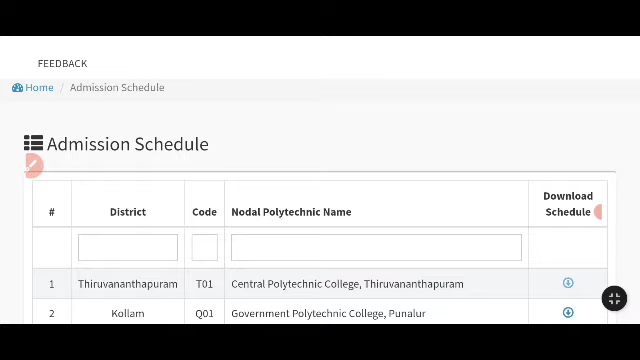 FEEDBACK
Home / Admission Schedule
Admission Schedule
# District Code Nodal Polytechnic Name Download Schedule
1 Thiruvananthapuram T01 Central Polytechnic College, Thiruvananthapuram
2 Kollam Q01 Government Polytechnic College, Punalur